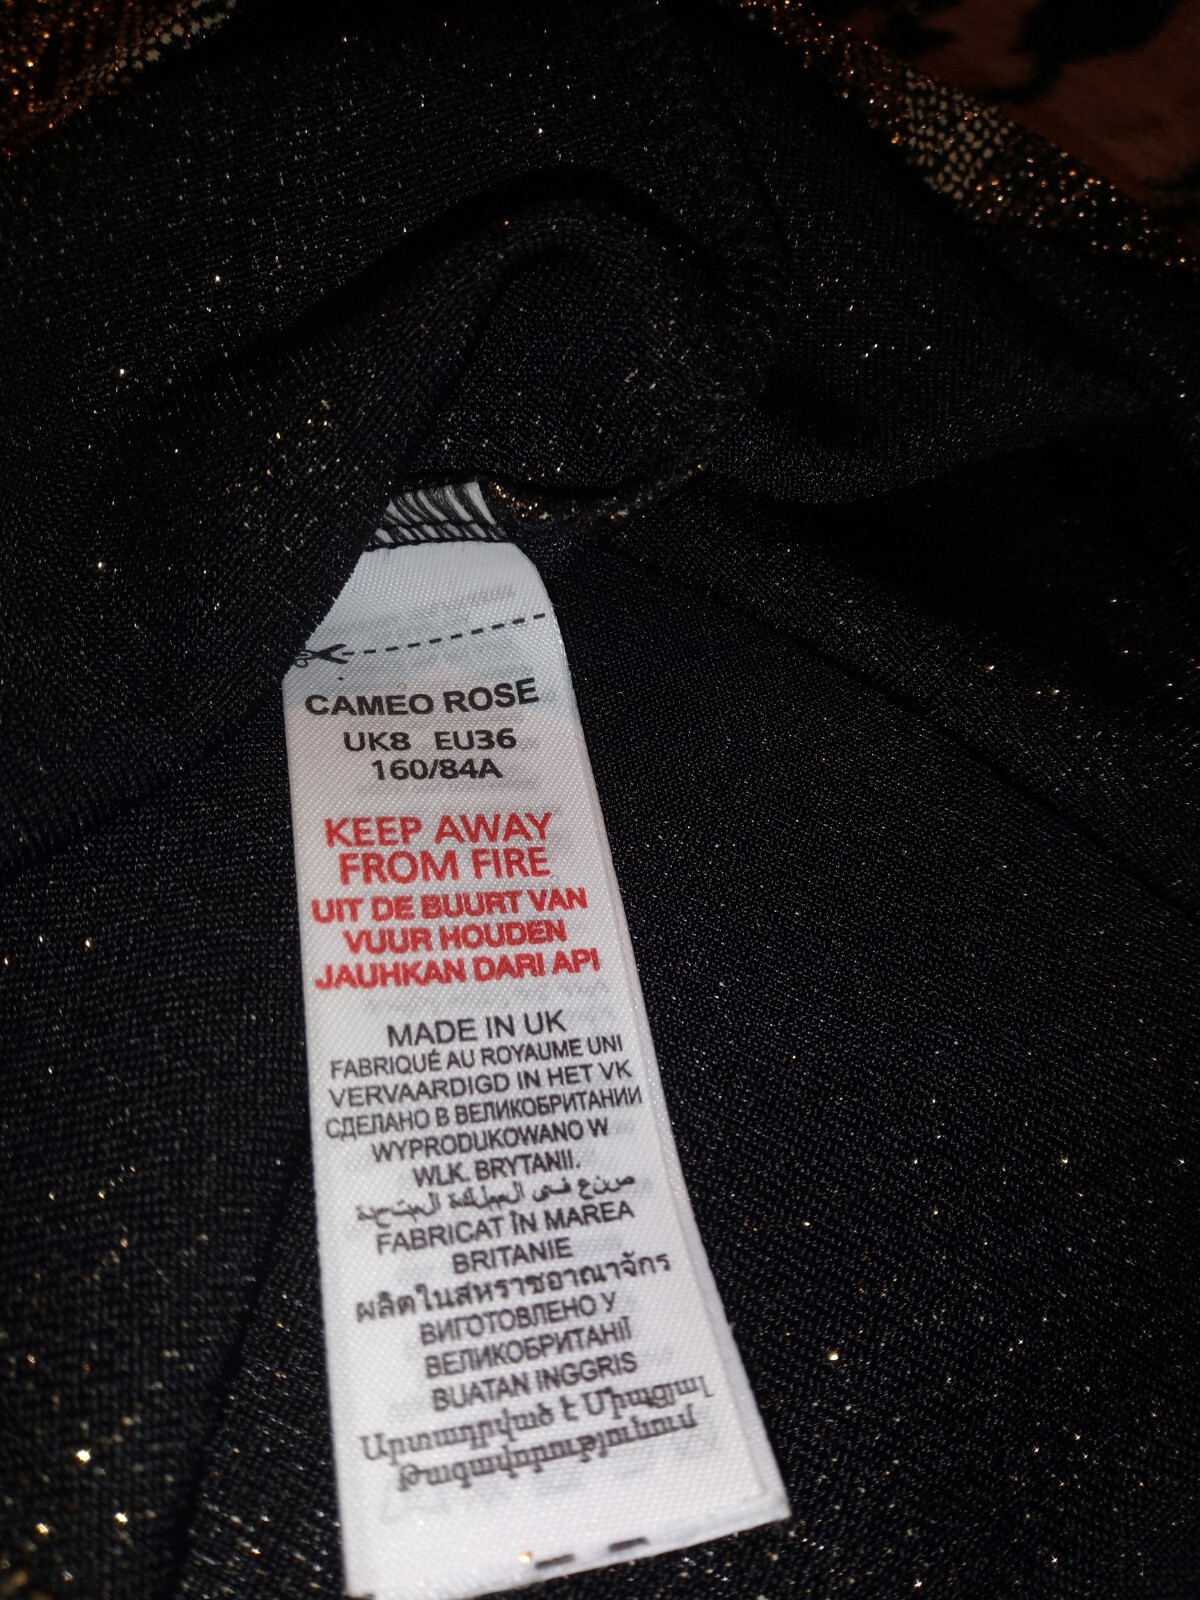 CAMEO ROSE
UK8 EU36
160/84A
KEEP AWAY
FROM FIRE
UIT DE BUURT VAN
VUUR HOUDEN
JAUHKAN DARI API
MADE IN UK
FABRIQUÉ AU ROYAUME UNI
VERVAARDIGD IN HET VK
СДЕЛАНО В ВЕЛИКОБРИТАНИИ
WYPRODUKOWANO W
WLK. BRYTANII.
صنع في المملكة المتحدة
FABRICAT ÎN MAREA
BRITANIE
ผลิตในสหราชอาณาจักร
ВИГОТОВЛЕНО У
ВЕЛИКОБРИТАНІЇ
BUATAN INGGRIS
Արտադրված է Միացյալ
Թագավորությունում